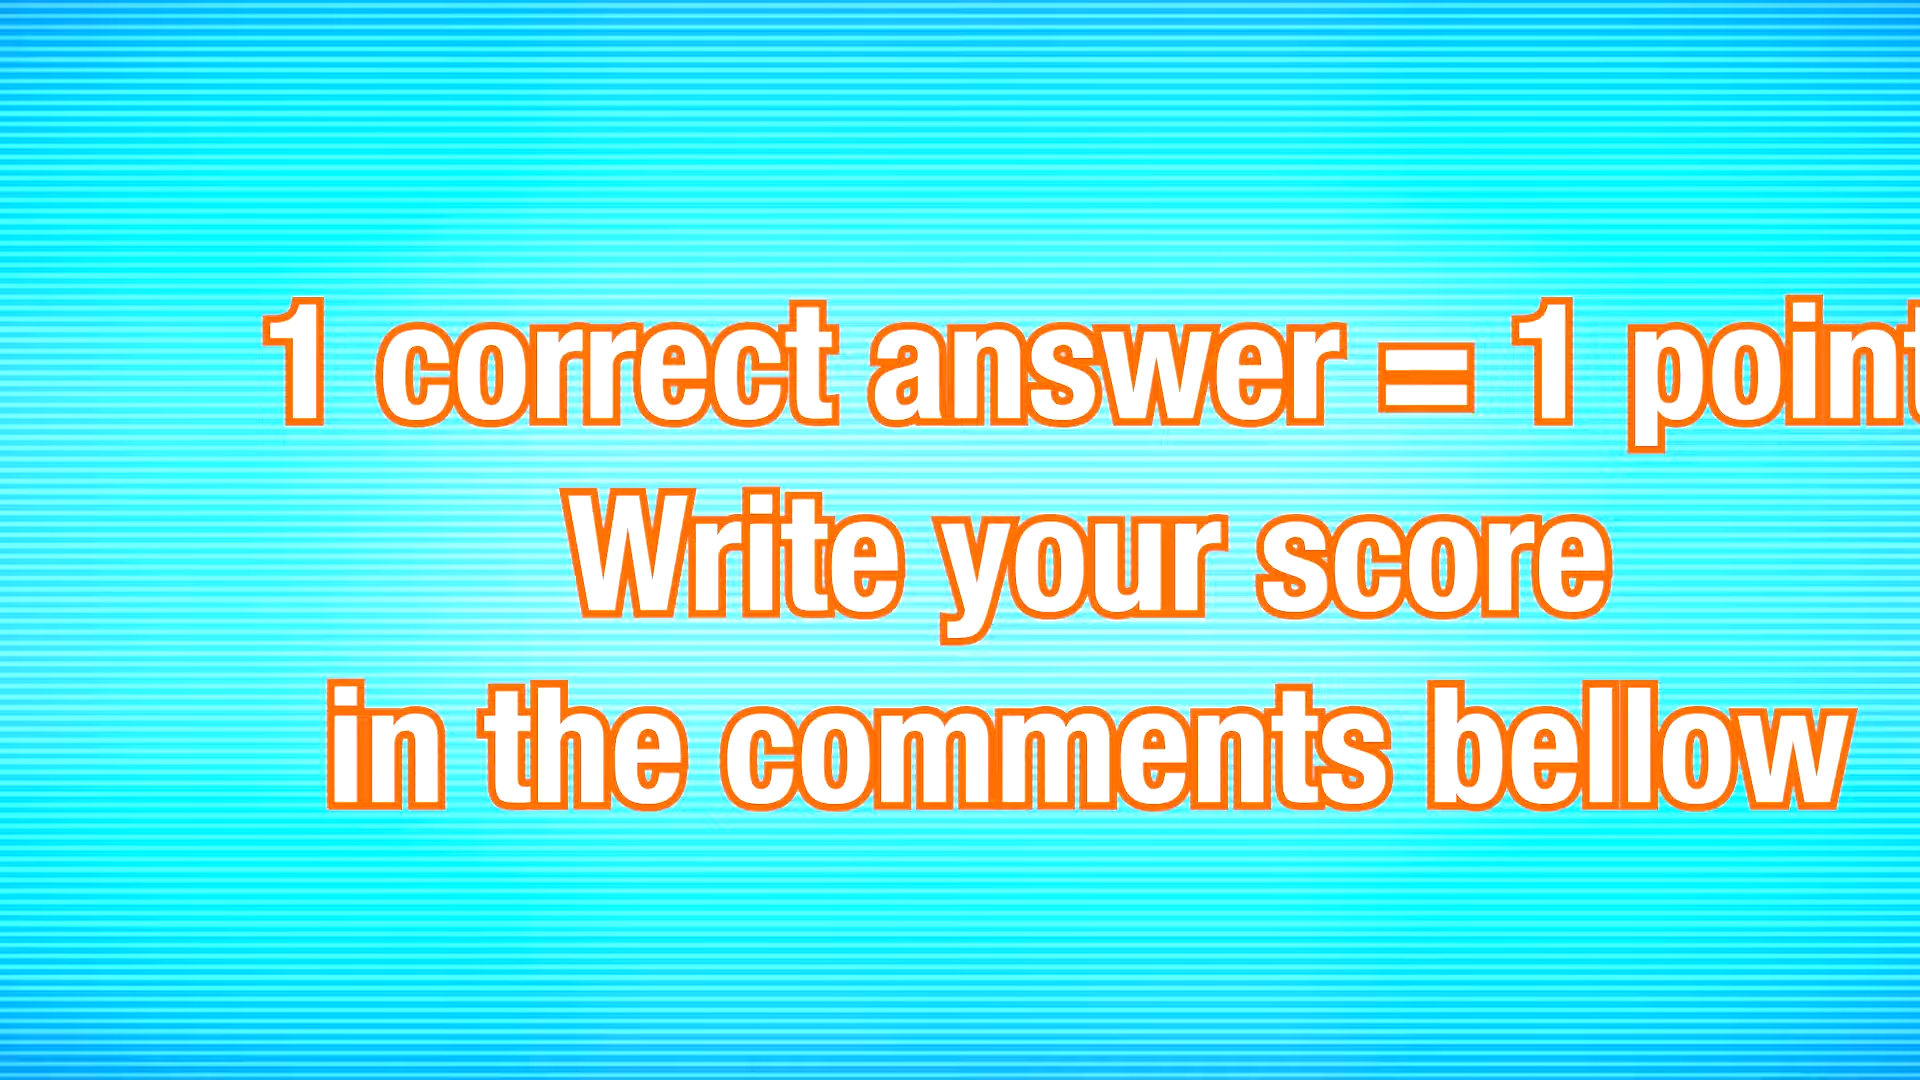 1 correct answer = 1 point
Write your score
in the comments bellow